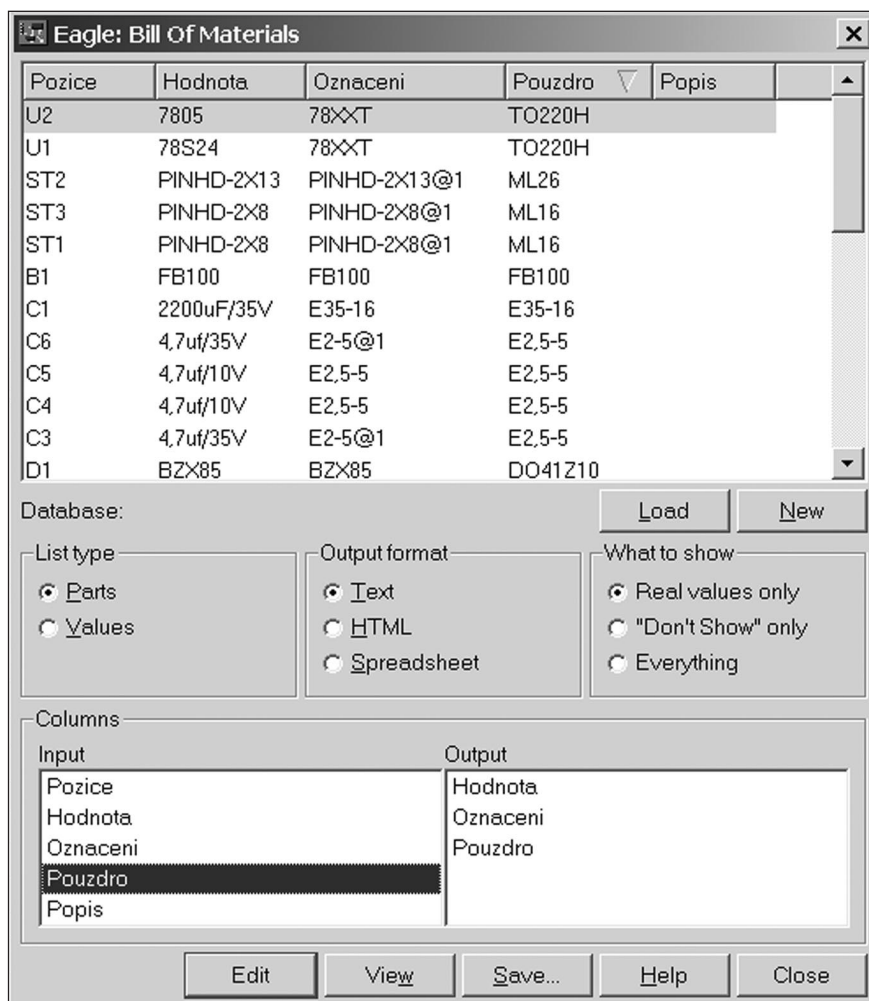 Eagle: Bill Of Materials
Pozice Hodnota Oznaceni Pouzdro Popis
U2 7805 78XXT TO220H
U1 78S24 78XXT TO220H
ST2 PINHD-2X13 PINHD-2X13@1 ML26
ST3 PINHD-2X8 PINHD-2X8@1 ML16
ST1 PINHD-2X8 PINHD-2X8@1 ML16
B1 FB100 FB100 FB100
C1 2200uF/35V E35-16 E35-16
C6 4,7uf/35V E2-5@1 E2,5-5
C5 4,7uf/10V E2,5-5 E2,5-5
C4 4,7uf/10V E2,5-5 E2,5-5
C3 4,7uf/35V E2-5@1 E2,5-5
D1 BZX85 BZX85 DO41Z10
Database: Load New
List type Output format What to show
Parts Text Real values only
Values HTML "Don't Show" only
Spreadsheet Everything
Columns
Input Output
Pozice Hodnota
Hodnota Oznaceni
Oznaceni Pouzdro
Pouzdro
Popis
Edit View Save... Help Close